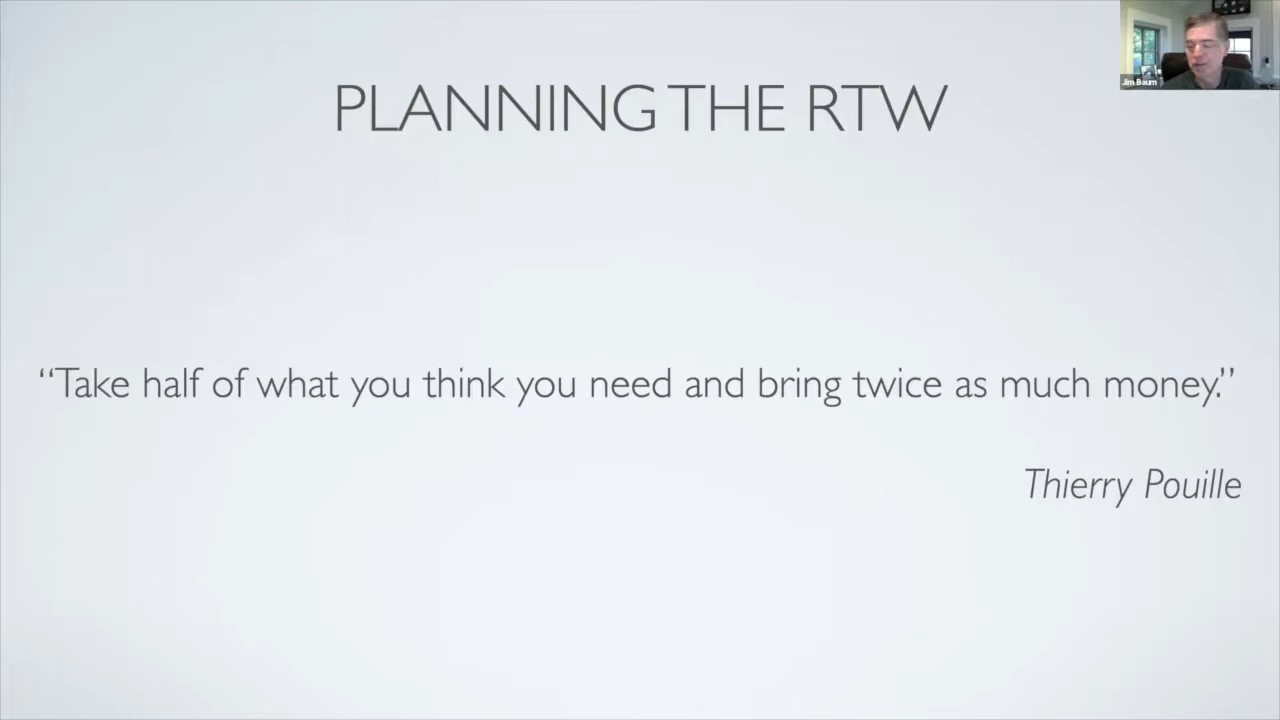 PLANNING THE RTW
Jim Baum
“Take half of what you think you need and bring twice as much money.”
Thierry Pouille